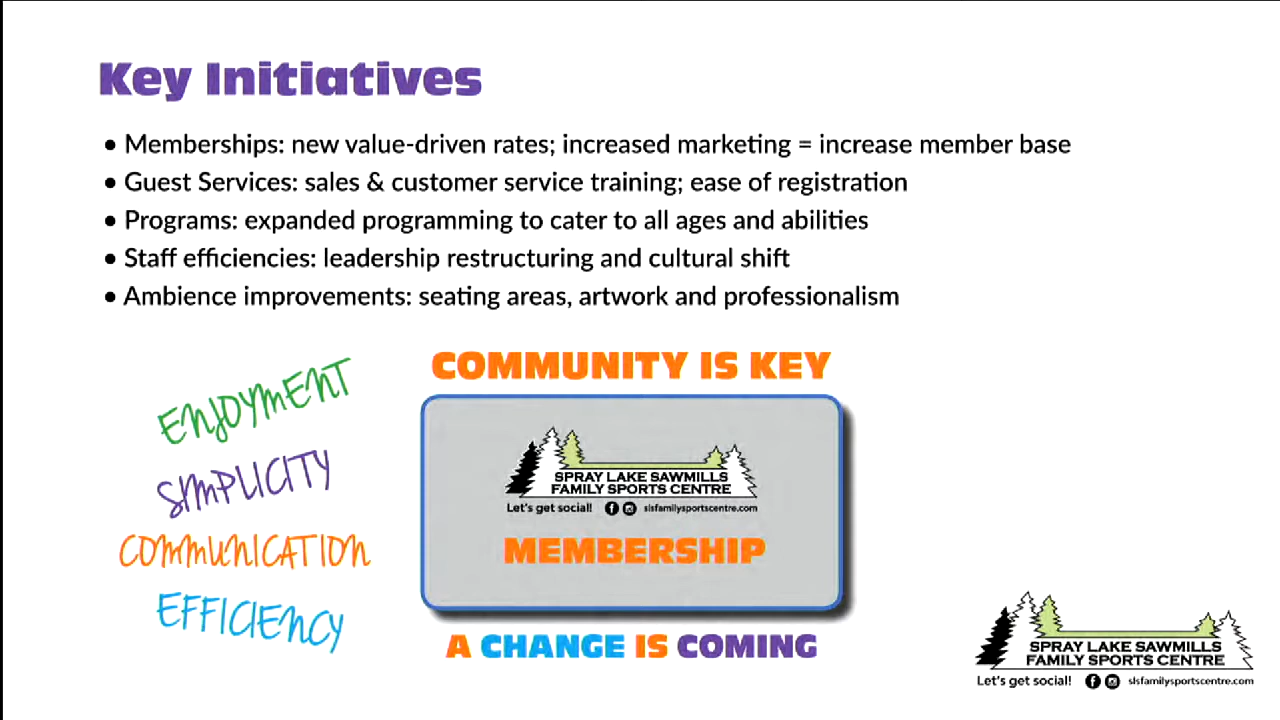 Key Initiatives
• Memberships: new value-driven rates; increased marketing = increase member base
• Guest Services: sales & customer service training; ease of registration
• Programs: expanded programming to cater to all ages and abilities
• Staff efficiencies: leadership restructuring and cultural shift
• Ambience improvements: seating areas, artwork and professionalism
ENJOYMENT
SIMPLICITY
COMMUNICATION
EFFICIENCY
COMMUNITY IS KEY
SPRAY LAKE SAWMILLS
FAMILY SPORTS CENTRE
Let's get social! slsfamilysportscentre.com
MEMBERSHIP
A CHANGE IS COMING
SPRAY LAKE SAWMILLS
FAMILY SPORTS CENTRE
Let's get social! slsfamilysportscentre.com